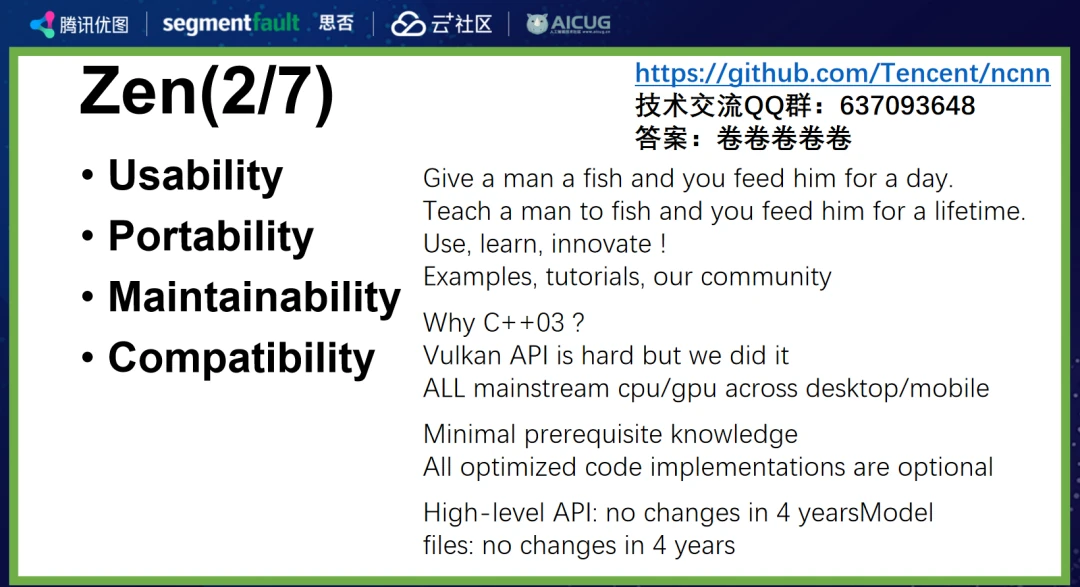 腾讯优图 segmentfault 思否 云+社区 AICUG
Zen(2/7)
https://github.com/Tencent/ncnn
技术交流QQ群：637093648
答案：卷卷卷卷卷
• Usability
• Portability
• Maintainability
• Compatibility
Give a man a fish and you feed him for a day.
Teach a man to fish and you feed him for a lifetime.
Use, learn, innovate !
Examples, tutorials, our community
Why C++03 ?
Vulkan API is hard but we did it
ALL mainstream cpu/gpu across desktop/mobile
Minimal prerequisite knowledge
All optimized code implementations are optional
High-level API: no changes in 4 yearsModel
files: no changes in 4 years